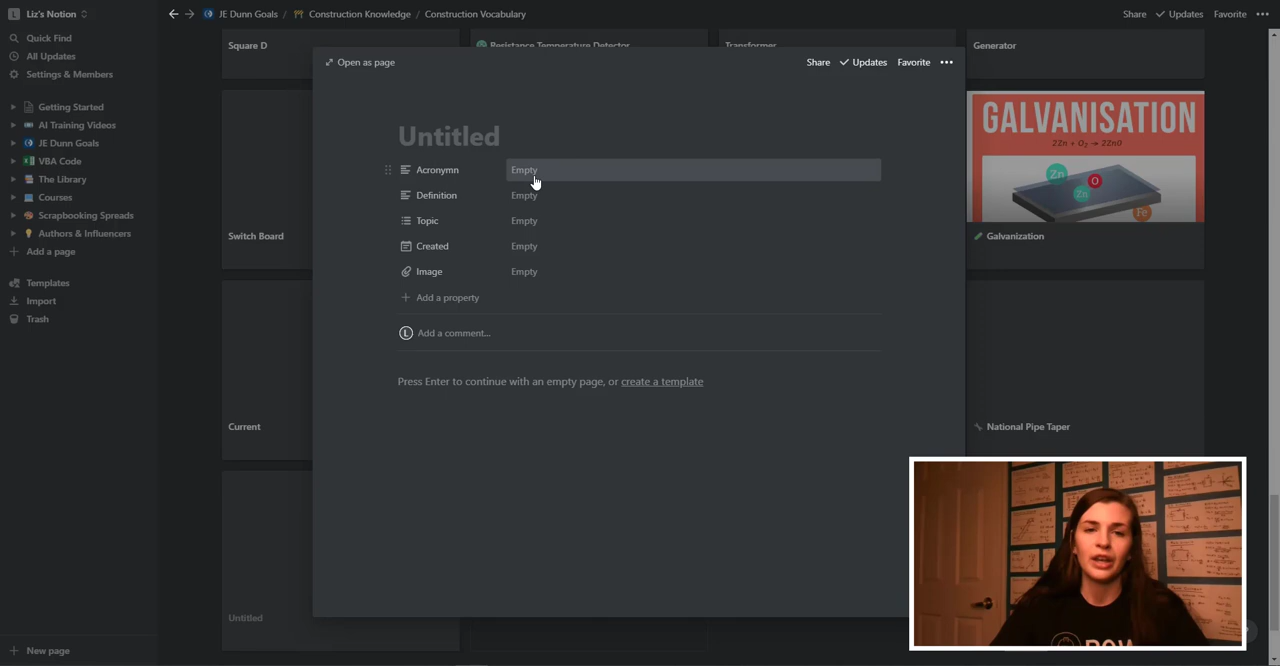 Liz's Notion
JE Dunn Goals / Construction Knowledge / Construction Vocabulary
Share Updates Favorite
Quick Find
All Updates
Settings & Members
Getting Started
AI Training Videos
JE Dunn Goals
VBA Code
The Library
Courses
Scrapbooking Spreads
Authors & Influencers
Add a page
Templates
Import
Trash
New page
Square D
Resistance Temperature Detector
Transformer
Generator
Open as page
Share Updates Favorite
Untitled
Acronymn Empty
Definition Empty
Topic Empty
Created Empty
Image Empty
Add a property
L Add a comment...
Press Enter to continue with an empty page, or create a template
Switch Board
GALVANISATION
2Zn + O₂ → 2ZnO
Zn
O
Zn
Fe
Galvanization
Current
National Pipe Taper
Untitled